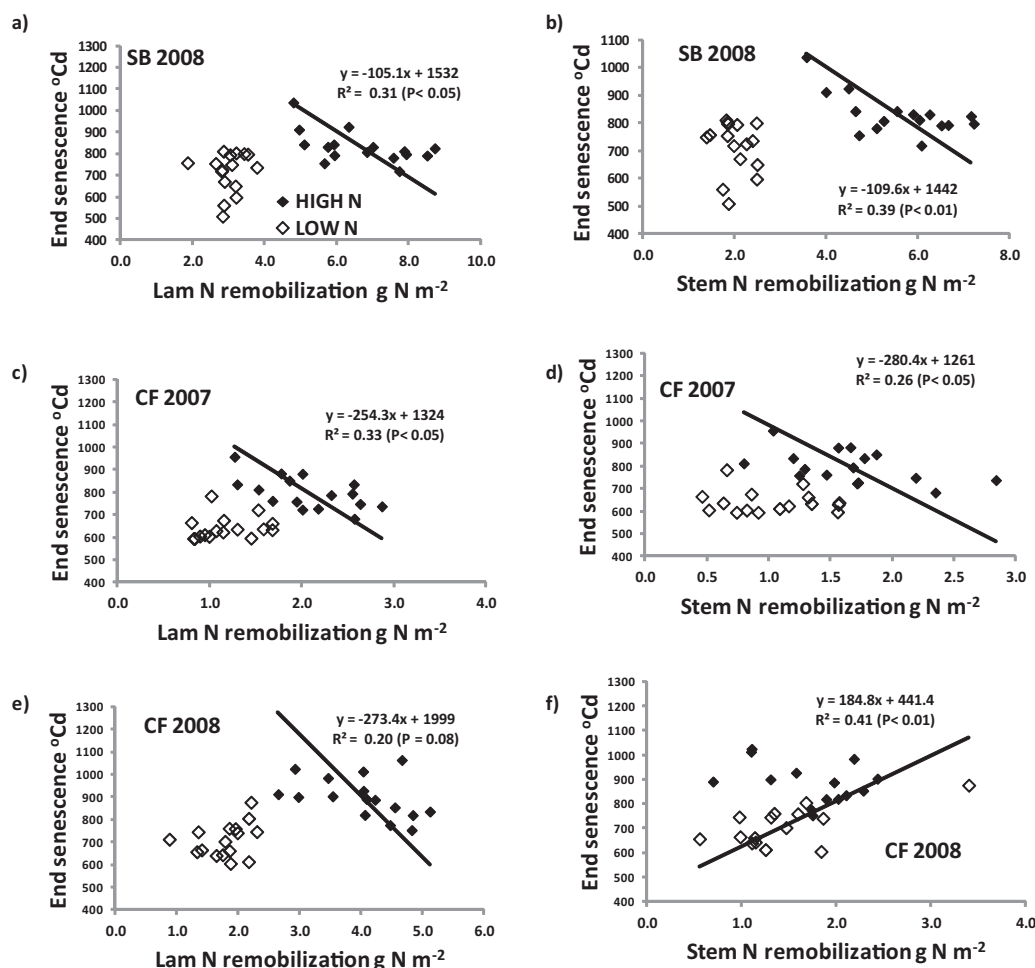 a)
SB 2008
y = -105.1x + 1532
R² = 0.31 (P< 0.05)
End senescence ºCd
1300
1200
1100
1000
900
800
700
600
500
400
HIGH N
LOW N
0.0 2.0 4.0 6.0 8.0 10.0
Lam N remobilization g N m⁻²
b)
SB 2008
End senescence ºCd
1100
1000
900
800
700
600
500
400
y = -109.6x + 1442
R² = 0.39 (P< 0.01)
0.0 2.0 4.0 6.0 8.0
Stem N remobilization g N m⁻²
c)
CF 2007
y = -254.3x + 1324
R² = 0.33 (P< 0.05)
End senescence ºCd
1300
1200
1100
1000
900
800
700
600
500
400
0.0 1.0 2.0 3.0 4.0
Lam N remobilization g N m⁻²
d)
CF 2007
y = -280.4x + 1261
R² = 0.26 (P< 0.05)
End senescence ºCd
1300
1200
1100
1000
900
800
700
600
500
400
0.0 0.5 1.0 1.5 2.0 2.5 3.0
Stem N remobilization g N m⁻²
e)
CF 2008
y = -273.4x + 1999
R² = 0.20 (P = 0.08)
End senescence ºCd
1300
1200
1100
1000
900
800
700
600
500
400
0.0 1.0 2.0 3.0 4.0 5.0 6.0
Lam N remobilization g N m⁻²
f)
y = 184.8x + 441.4
R² = 0.41 (P< 0.01)
End senescence ºCd
1300
1200
1100
1000
900
800
700
600
500
400
CF 2008
0.0 1.0 2.0 3.0 4.0
Stem N remobilization g N m⁻²